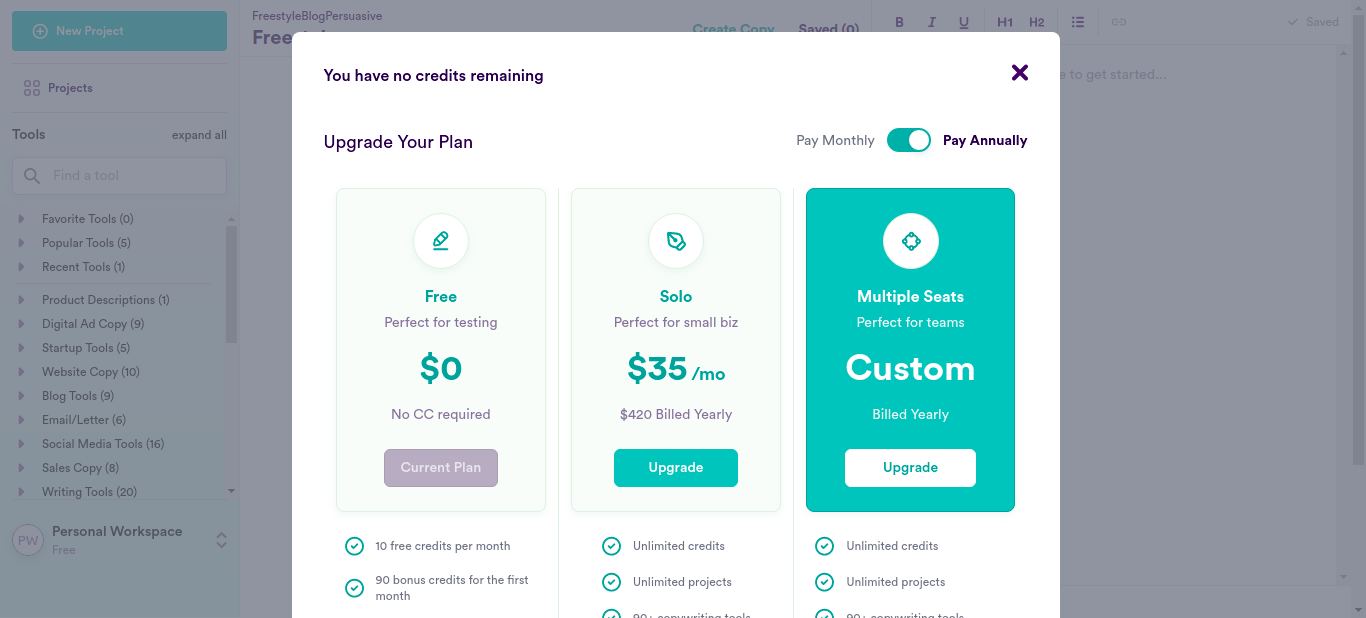 New Project
Projects
Tools
expand all
Find a tool
Favorite Tools (0)
Popular Tools (5)
Recent Tools (1)
Product Descriptions (1)
Digital Ad Copy (9)
Startup Tools (5)
Website Copy (10)
Blog Tools (9)
Email/Letter (6)
Social Media Tools (16)
Sales Copy (8)
Writing Tools (20)
PW
Personal Workspace
Free
FreestyleBlogPersuasive
Create Copy
Saved (0)
B I U H1 H2
Saved
to get started...
You have no credits remaining
Upgrade Your Plan
Pay Monthly
Pay Annually
Free
Perfect for testing
$0
No CC required
Current Plan
10 free credits per month
90 bonus credits for the first
month
Solo
Perfect for small biz
$35 /mo
$420 Billed Yearly
Upgrade
Unlimited credits
Unlimited projects
90+ copywriting tools
Multiple Seats
Perfect for teams
Custom
Billed Yearly
Upgrade
Unlimited credits
Unlimited projects
90+ copywriting tools